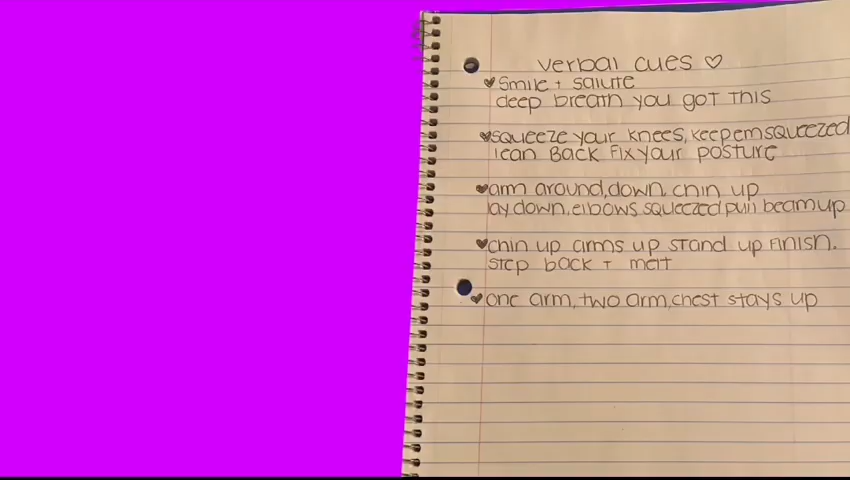 verbal cues ♡
♥smile + salute
deep breath you got this
♥squeeze your knees, keep em squeezed
lean Back Fix your posture
♥arm around, down, chin up
lay down, elbows squeezed pull beam up
♥chin up arms up stand up Finish.
step back + melt
♥one arm, two arm, chest stays up